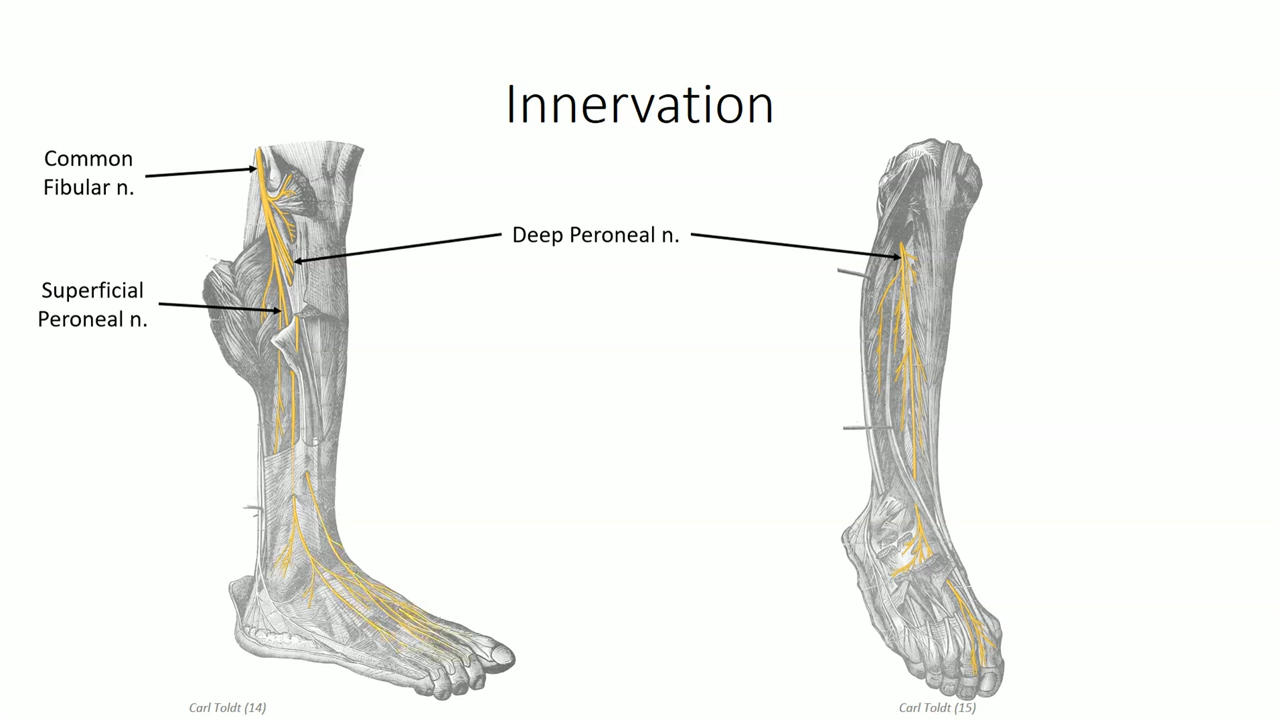 Innervation
Common
Fibular n.
Deep Peroneal n.
Superficial
Peroneal n.
Carl Toldt (14)
Carl Toldt (15)